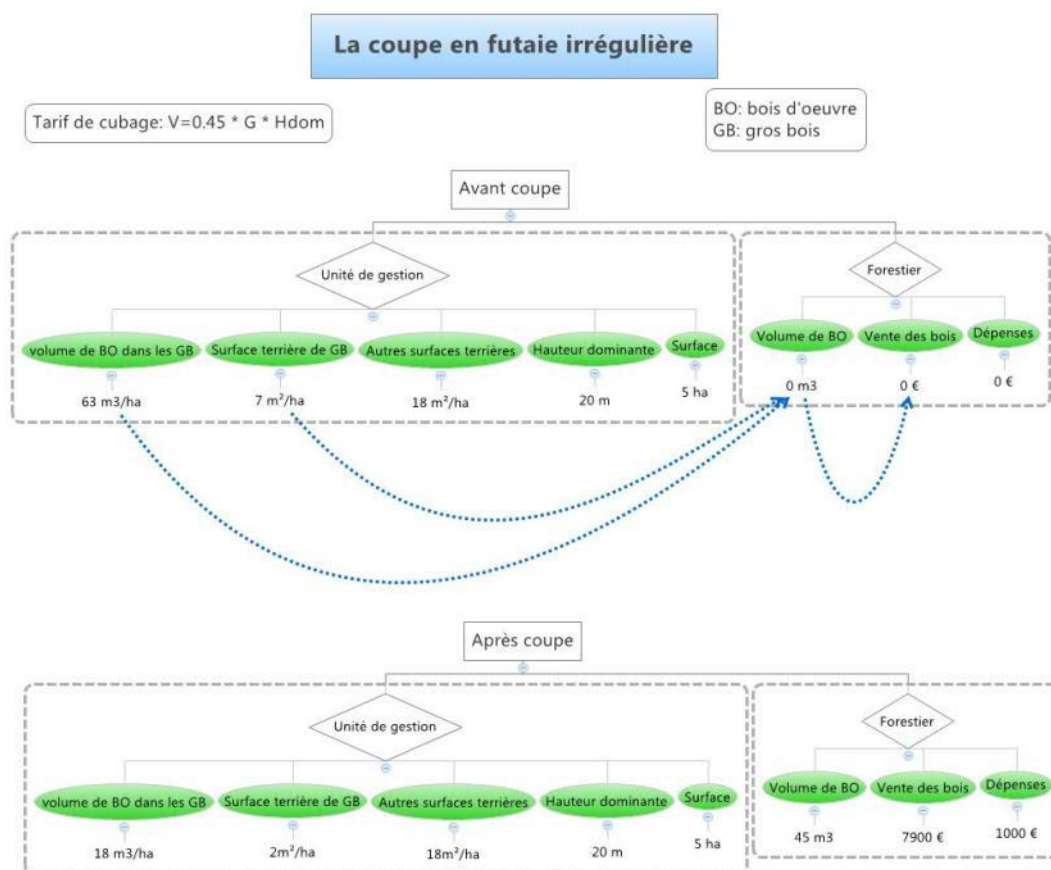 La coupe en futaie irrégulière
Tarif de cubage: V=0.45 * G * Hdom
BO: bois d'oeuvre
GB: gros bois
Avant coupe
Unité de gestion
Forestier
volume de BO dans les GB
Surface terrière de GB
Autres surfaces terrières
Hauteur dominante
Surface
Volume de BO
Vente des bois
Dépenses
63 m3/ha
7 m²/ha
18 m²/ha
20 m
5 ha
0 m3
0 €
0 €
Après coupe
Unité de gestion
Forestier
volume de BO dans les GB
Surface terrière de GB
Autres surfaces terrières
Hauteur dominante
Surface
Volume de BO
Vente des bois
Dépenses
18 m3/ha
2m²/ha
18m²/ha
20 m
5 ha
45 m3
7900 €
1000 €